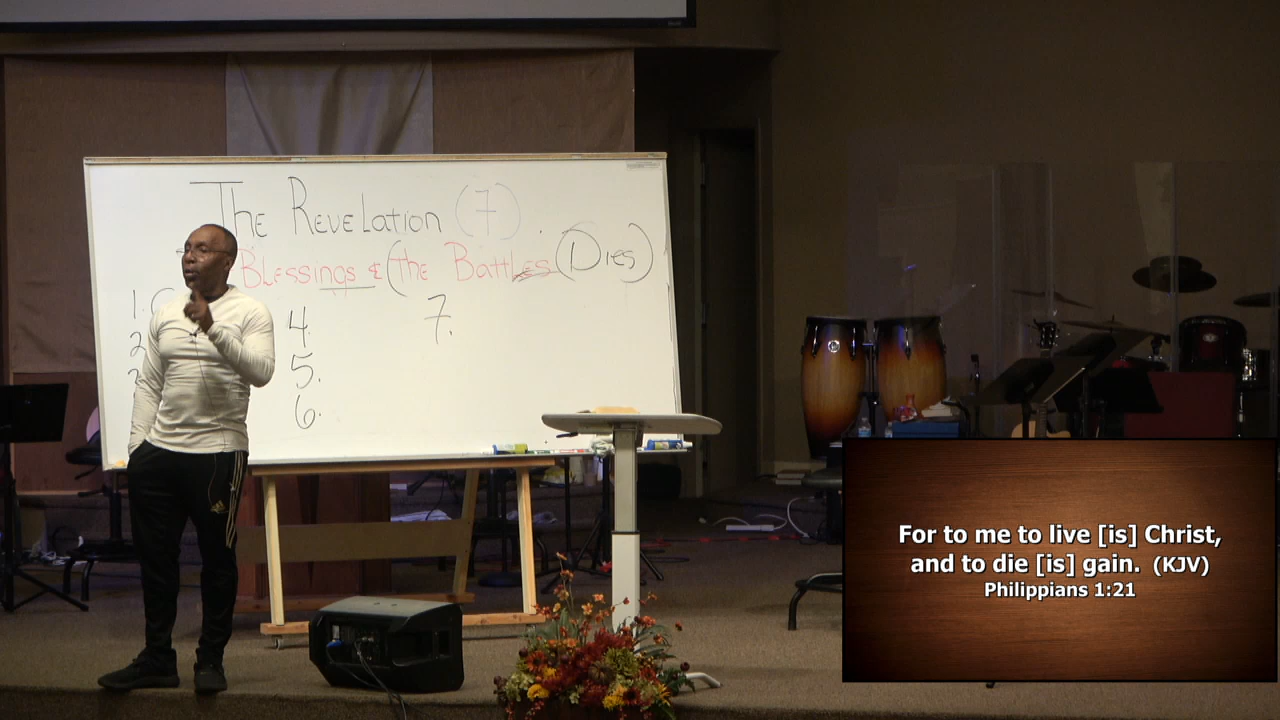 The Revelation (7)
Blessings & (the Battles (Dies)
1.
2
4.
5.
6.
7.
For to me to live [is] Christ,
and to die [is] gain. (KJV)
Philippians 1:21